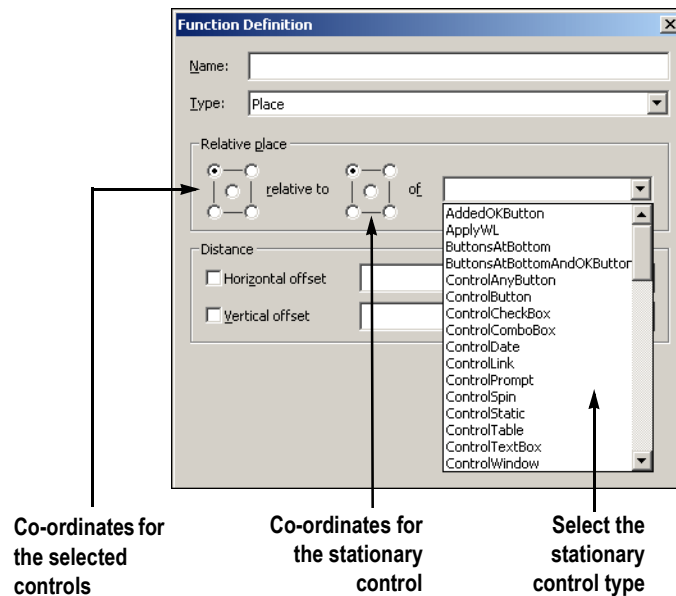 Function Definition
Name:
Type: Place
Relative place
relative to
of
Distance
Horizontal offset
Vertical offset
AddedOKButton
ApplyWL
ButtonsAtBottom
ButtonsAtBottomAndOKButton
ControlAnyButton
ControlButton
ControlCheckBox
ControlComboBox
ControlDate
ControlLink
ControlPrompt
ControlSpin
ControlStatic
ControlTable
ControlTextBox
ControlWindow
Co-ordinates for
the selected
controls
Co-ordinates for
the stationary
control
Select the
stationary
control type